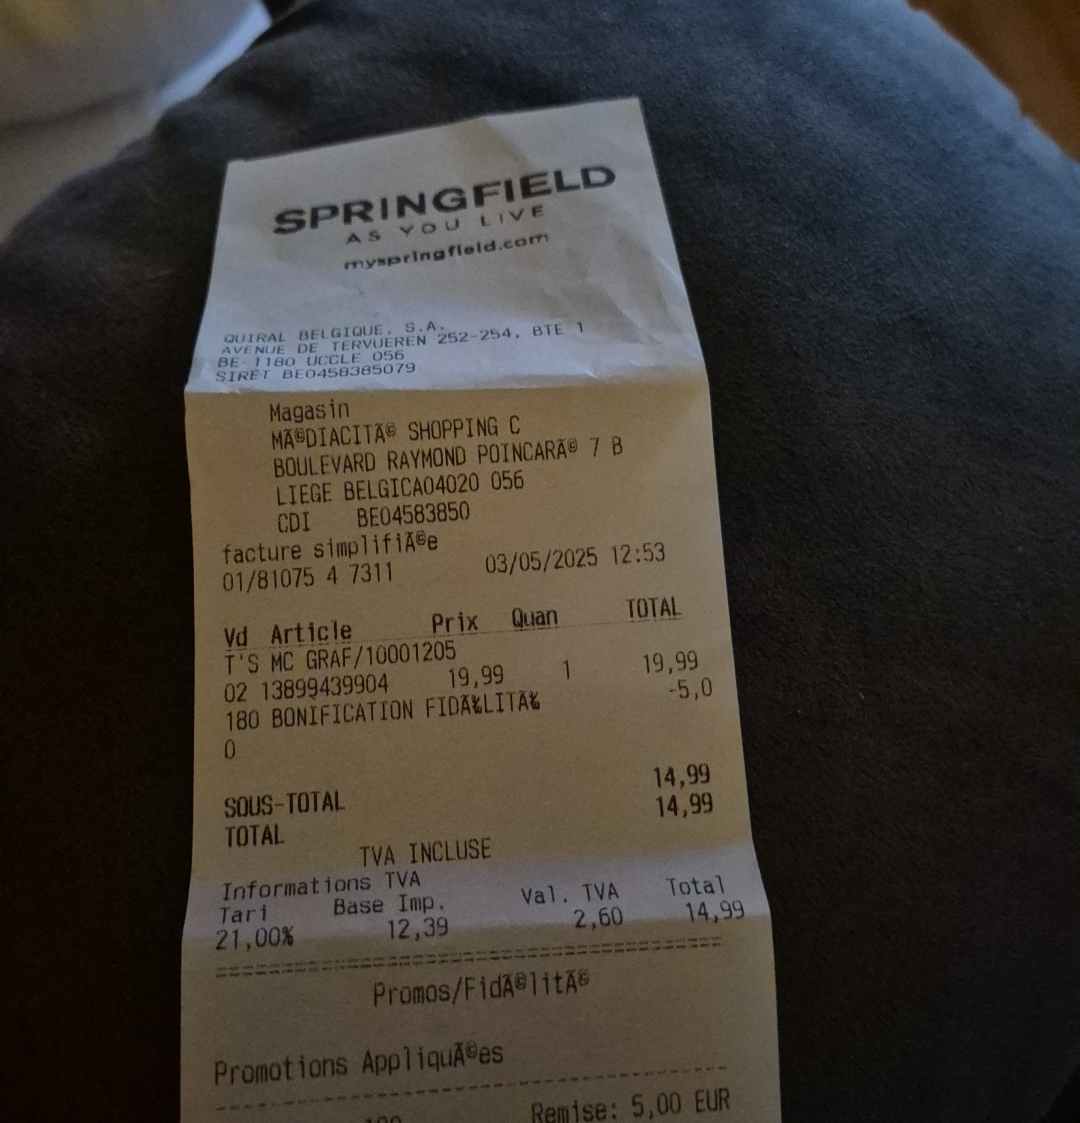 SPRINGFIELD
AS YOU LIVE
myspringfield.com
QUIRAL BELGIQUE, S.A.
AVENUE DE TERVUEREN 252-254, BTE 1
BE-1180 UCCLE 056
SIRET BE0458385079
Magasin
MÃ©DIACITÃ© SHOPPING C
BOULEVARD RAYMOND POINCARÃ© 7 B
LIEGE BELGICA04020 056
CDI BE04583850
facture simplifiÃ©e
01/81075 4 7311 03/05/2025 12:53
Vd Article Prix Quan TOTAL
T'S MC GRAF/10001205
02 13899439904 19,99 1 19,99
180 BONIFICATION FIDÃ‰LITÃ‰ -5,0
0
SOUS-TOTAL 14,99
TOTAL 14,99
TVA INCLUSE
Informations TVA
Tari Base Imp. Val. TVA Total
21,00% 12,39 2,60 14,99
Promos/FidÃ©litÃ©
Promotions AppliquÃ©es
Remise: 5,00 EUR